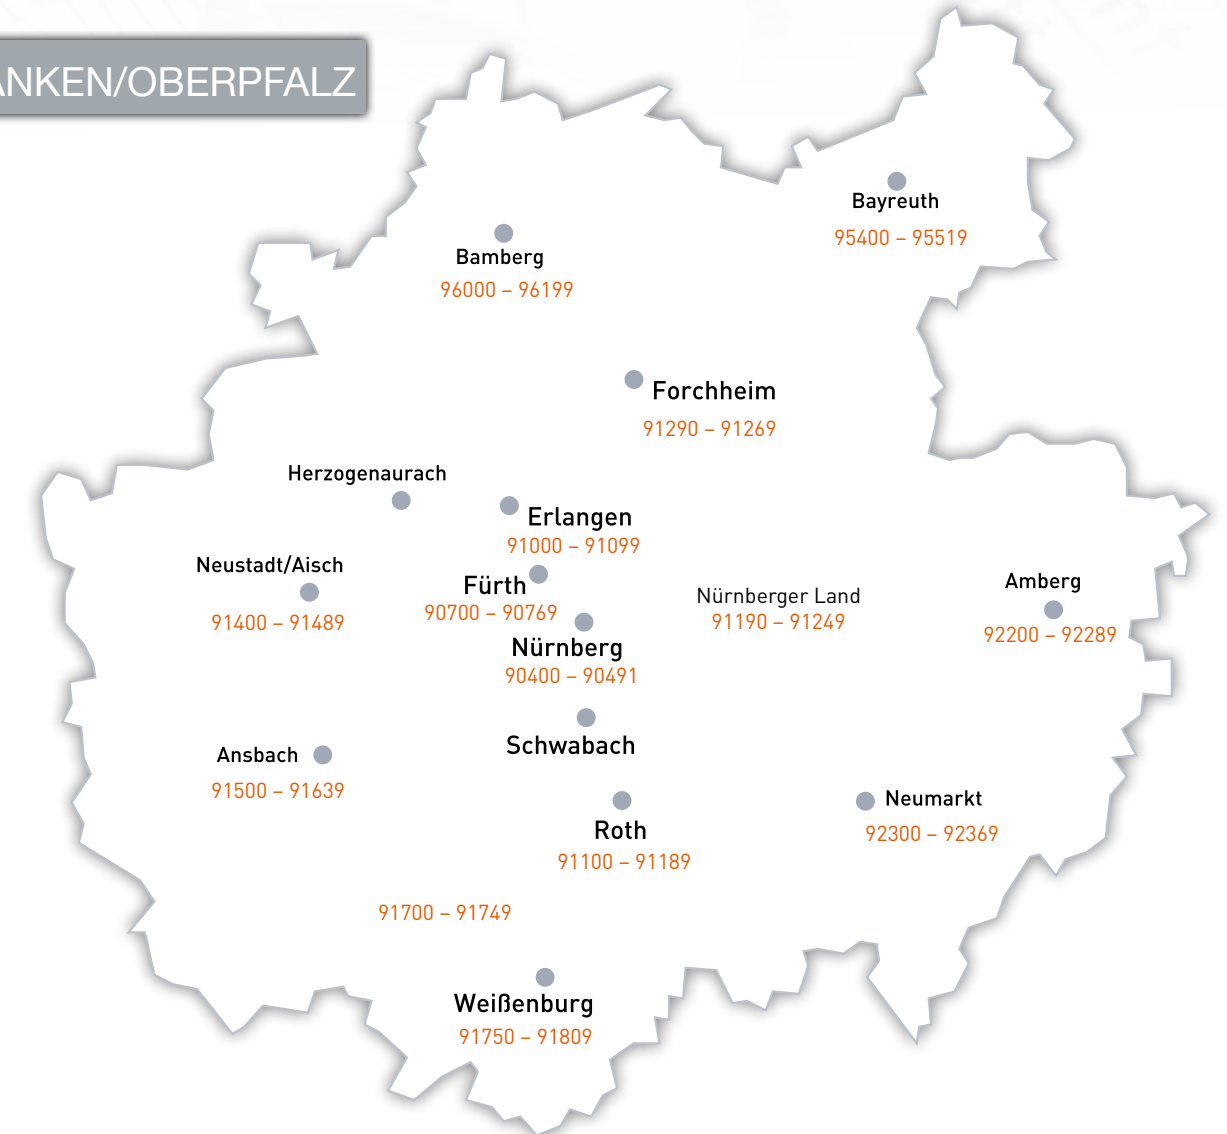 ANKEN/OBERPFALZ
Bayreuth
95400 – 95519
Bamberg
96000 – 96199
Forchheim
91290 – 91269
Herzogenaurach
Erlangen
91000 – 91099
Neustadt/Aisch
91400 – 91489
Fürth
90700 – 90769
Nürnberger Land
91190 – 91249
Amberg
92200 – 92289
Nürnberg
90400 – 90491
Schwabach
Ansbach
91500 – 91639
Roth
91100 – 91189
Neumarkt
92300 – 92369
91700 – 91749
Weißenburg
91750 – 91809